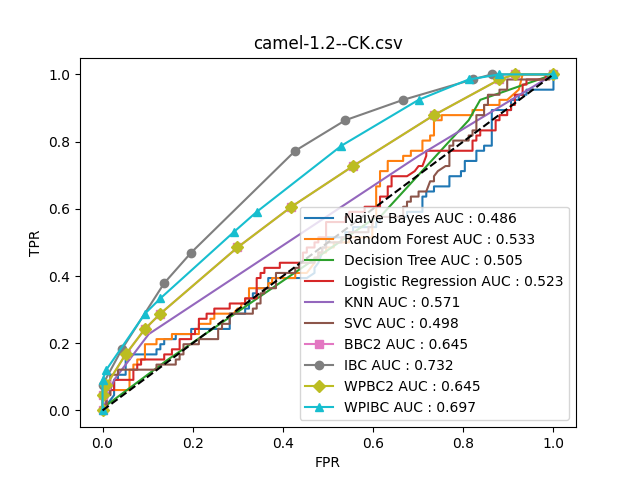 camel-1.2--CK.csv
1.0
0.8
0.6
0.4
0.2
0.0
TPR
0.0 0.2 0.4 0.6 0.8 1.0
FPR
Naive Bayes AUC : 0.486
Random Forest AUC : 0.533
Decision Tree AUC : 0.505
Logistic Regression AUC : 0.523
KNN AUC : 0.571
SVC AUC : 0.498
BBC2 AUC : 0.645
IBC AUC : 0.732
WPBC2 AUC : 0.645
WPIBC AUC : 0.697